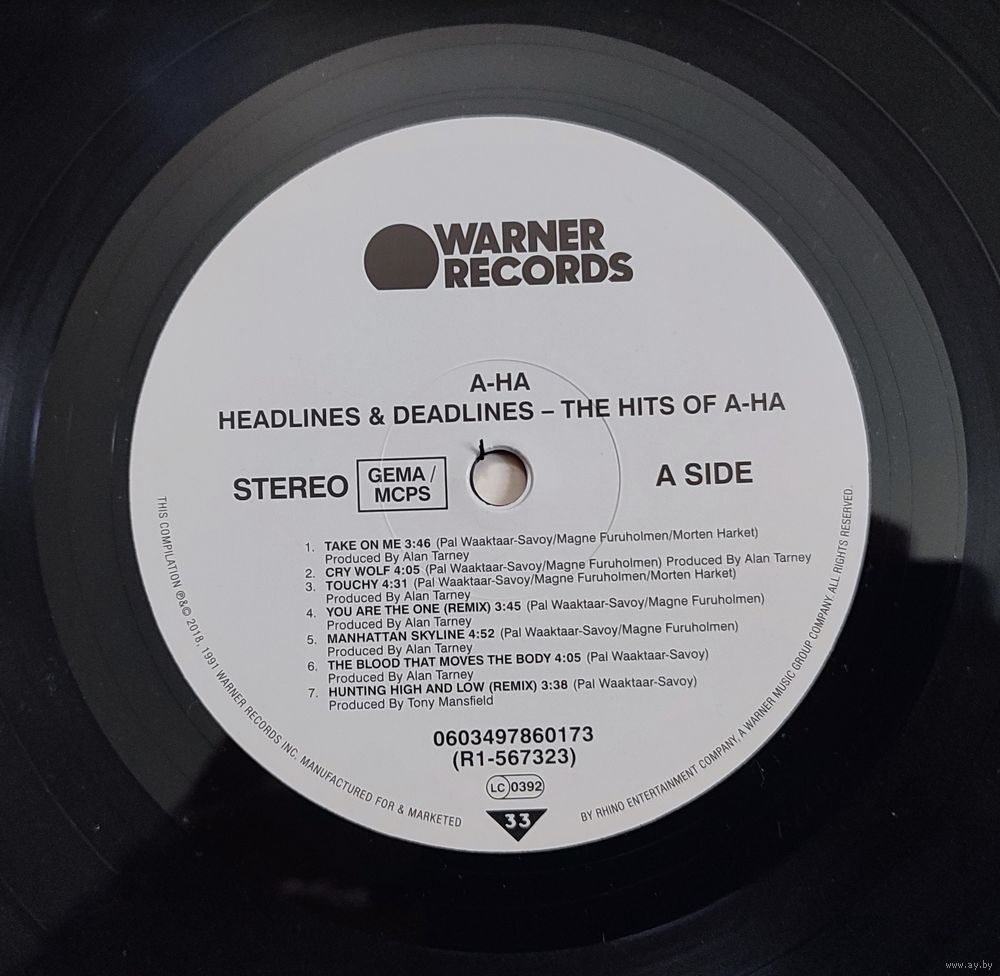 WARNER
RECORDS
A-HA
HEADLINES & DEADLINES – THE HITS OF A-HA
STEREO
GEMA /
MCPS
A SIDE
1. TAKE ON ME 3:46 (Pal Waaktaar-Savoy/Magne Furuholmen/Morten Harket)
Produced By Alan Tarney
2. CRY WOLF 4:05 (Pal Waaktaar-Savoy/Magne Furuholmen) Produced By Alan Tarney
3. TOUCHY 4:31 (Pal Waaktaar-Savoy/Magne Furuholmen/Morten Harket)
Produced By Alan Tarney
4. YOU ARE THE ONE (REMIX) 3:45 (Pal Waaktaar-Savoy/Magne Furuholmen)
Produced By Alan Tarney
5. MANHATTAN SKYLINE 4:52 (Pal Waaktaar-Savoy/Magne Furuholmen)
Produced By Alan Tarney
6. THE BLOOD THAT MOVES THE BODY 4:05 (Pal Waaktaar-Savoy)
Produced By Alan Tarney
7. HUNTING HIGH AND LOW (REMIX) 3:38 (Pal Waaktaar-Savoy)
Produced By Tony Mansfield
0603497860173
(R1-567323)
LC 0392
33
THIS COMPILATION ℗&© 2018, 1991 WARNER RECORDS INC. MANUFACTURED FOR & MARKETED
BY RHINO ENTERTAINMENT COMPANY, A WARNER MUSIC GROUP COMPANY. ALL RIGHTS RESERVED.
www.ay.by